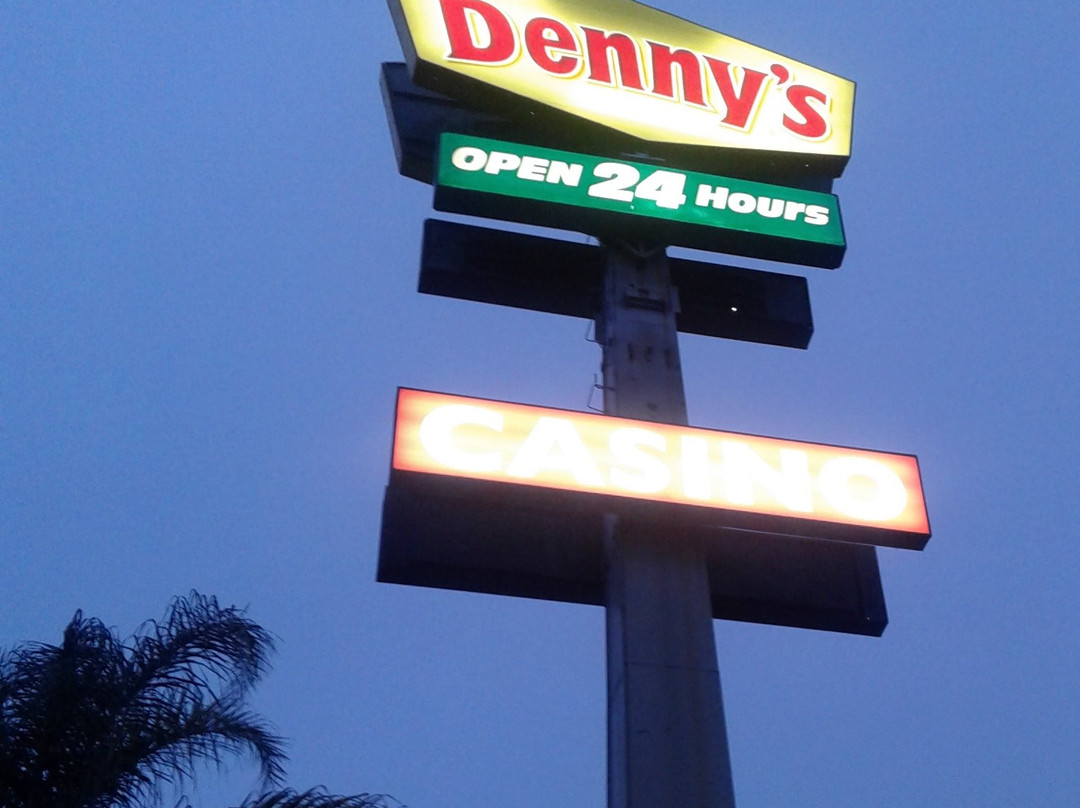 Denny's
OPEN 24 HOURS
CASINO